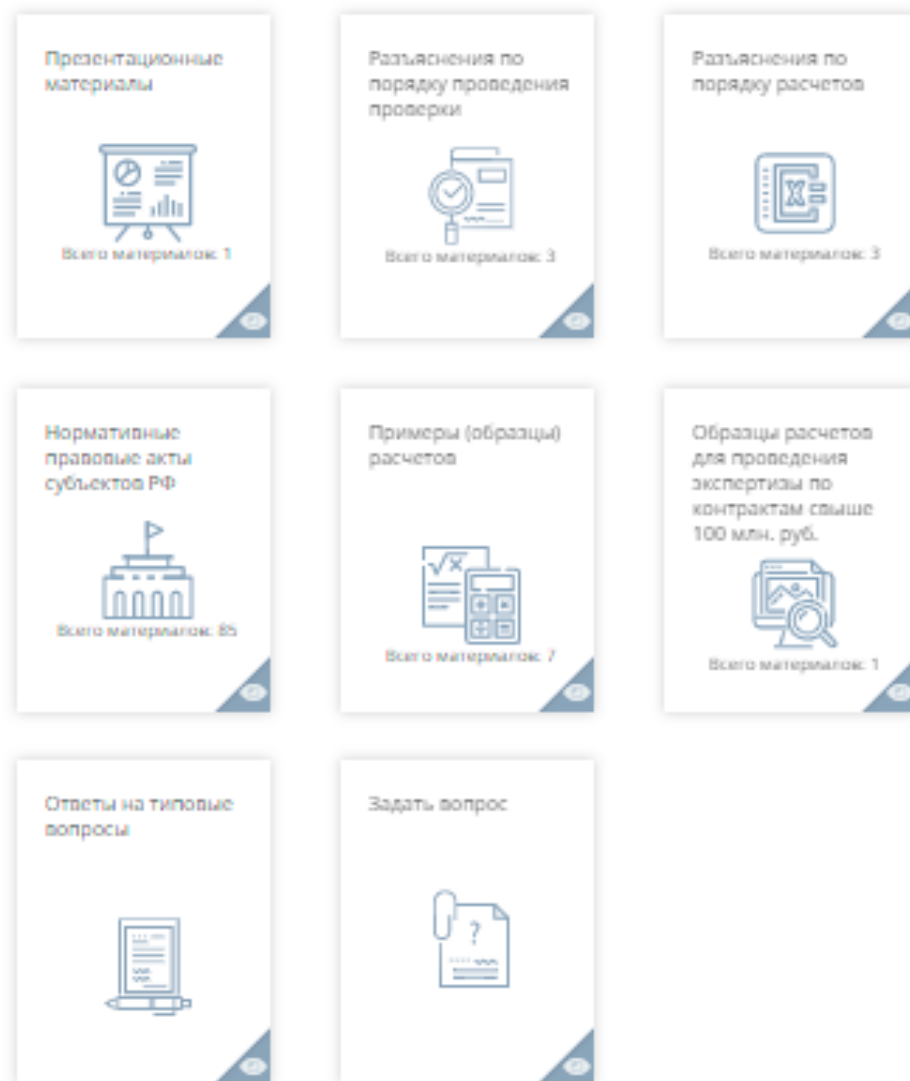 Презентационные
материалы
Всего материалов: 1
Разъяснения по
порядку проведения
проверки
Всего материалов: 3
Разъяснения по
порядку расчетов
Всего материалов: 3
Нормативные
правовые акты
субъектов РФ
Всего материалов: 85
Примеры (образцы)
расчетов
Всего материалов: 7
Образцы расчетов
для проведения
экспертизы по
контрактам свыше
100 млн. руб.
Всего материалов: 1
Ответы на типовые
вопросы
Задать вопрос
?